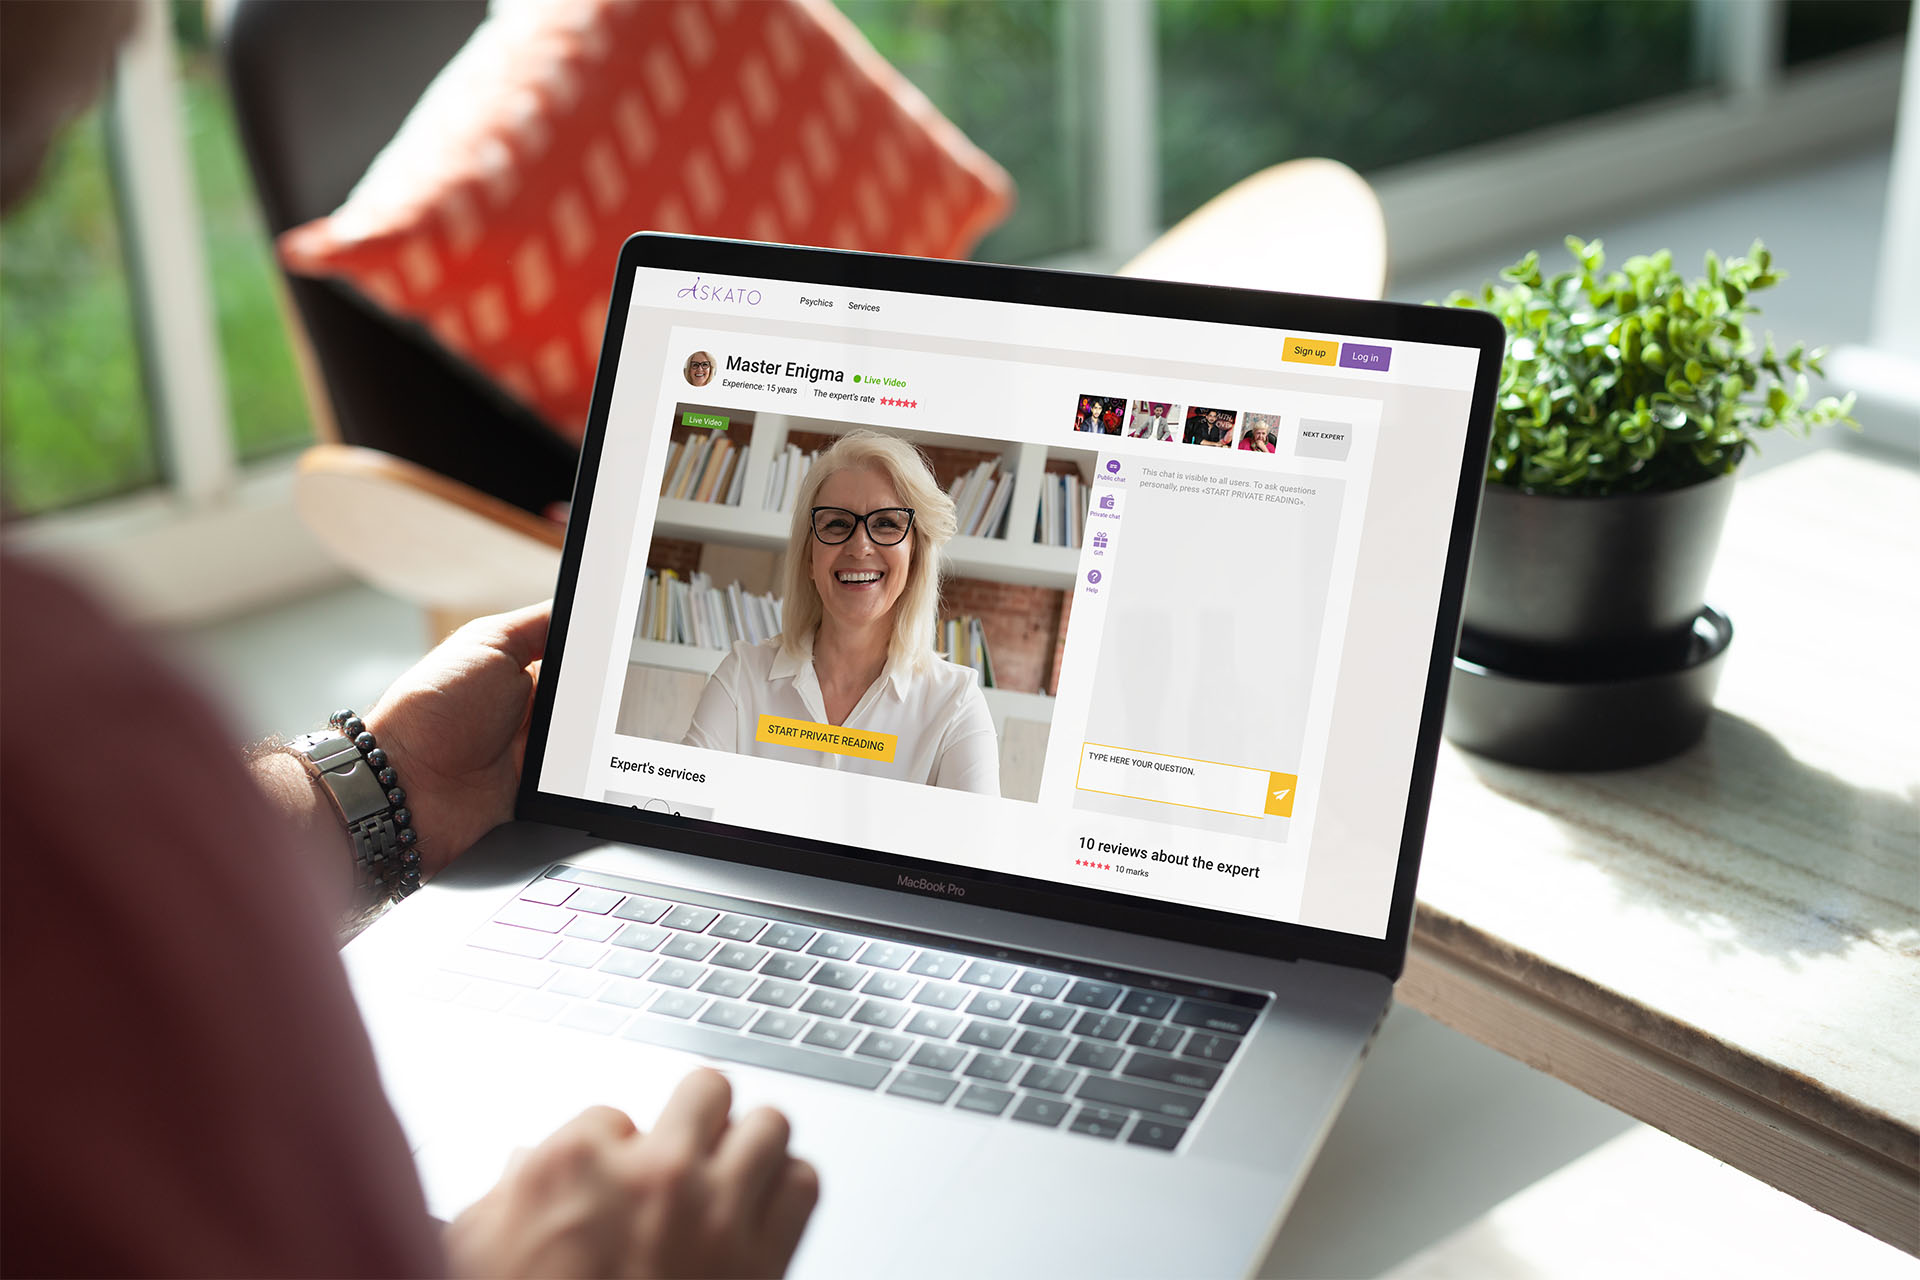 ASKATO
Psychics
Services
Sign up
Log in
Master Enigma
Live Video
Experience: 15 years
The expert's rate
NEXT EXPERT
Live Video
Public chat
This chat is visible to all users. To ask questions
personally, press «START PRIVATE READING».
Private chat
Gift
Help
START PRIVATE READING
TYPE HERE YOUR QUESTION.
Expert's services
10 reviews about the expert
10 marks
MacBook Pro